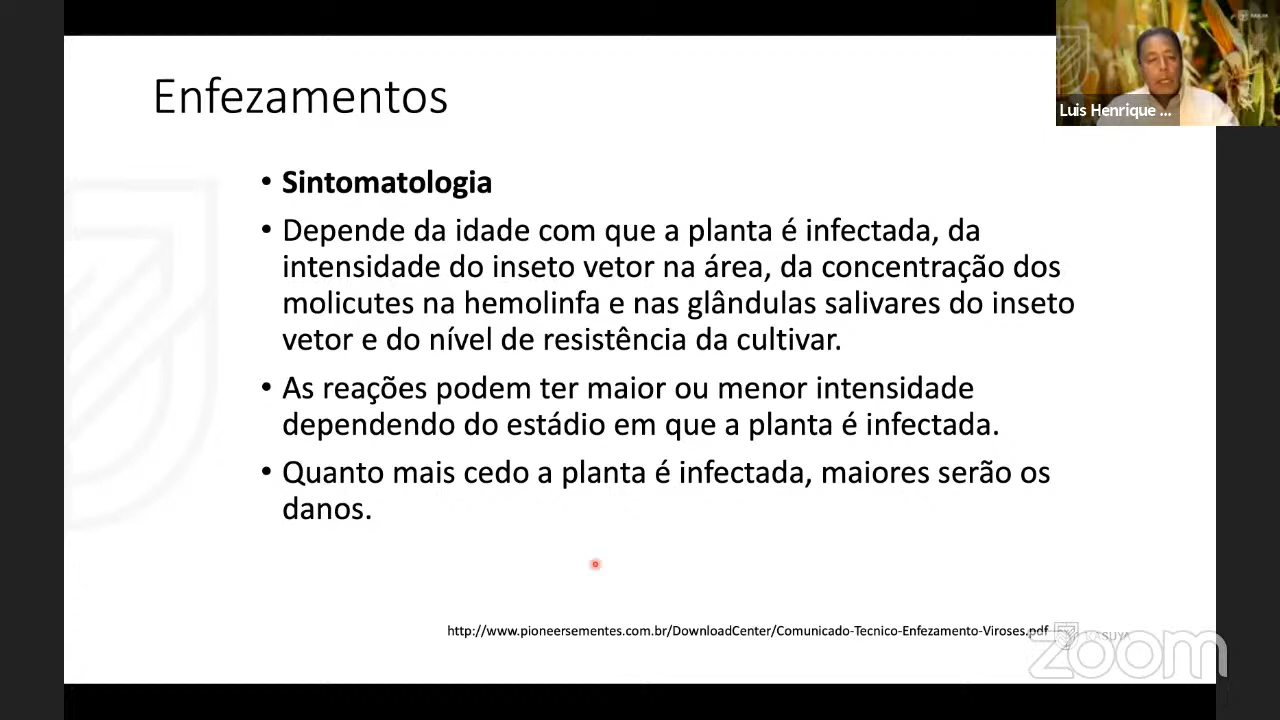 Enfezamentos
Luis Henrique ...
• Sintomatologia
• Depende da idade com que a planta é infectada, da
intensidade do inseto vetor na área, da concentração dos
molicutes na hemolinfa e nas glândulas salivares do inseto
vetor e do nível de resistência da cultivar.
• As reações podem ter maior ou menor intensidade
dependendo do estádio em que a planta é infectada.
• Quanto mais cedo a planta é infectada, maiores serão os
danos.
http://www.pioneersementes.com.br/DownloadCenter/Comunicado-Tecnico-Enfezamento-Viroses.pdf
KASUYA
zoom